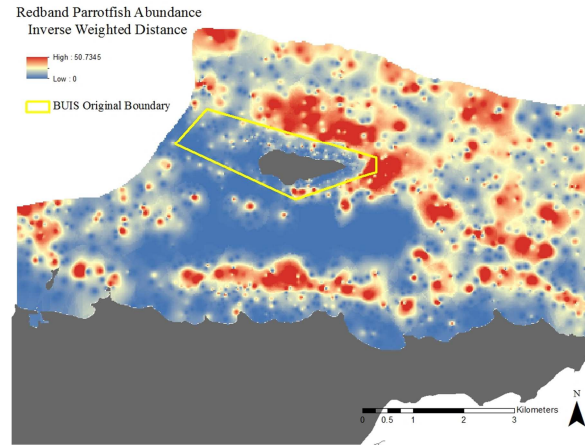 Redband Parrotfish Abundance
Inverse Weighted Distance
High : 50.7345
Low : 0
BUIS Original Boundary
Kilometers
0 0.5 1 2 3
N